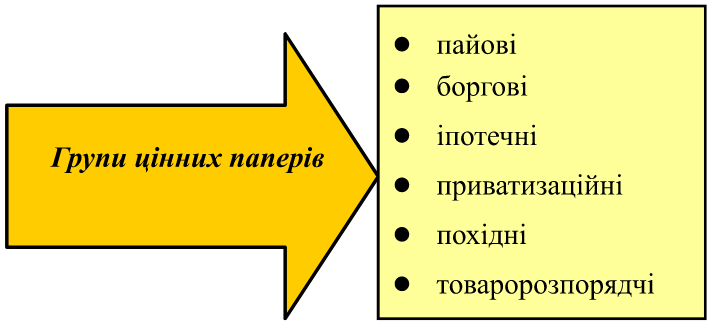 Групи цінних паперів
● пайові
● боргові
● іпотечні
● приватизаційні
● похідні
● товаророзпорядчі